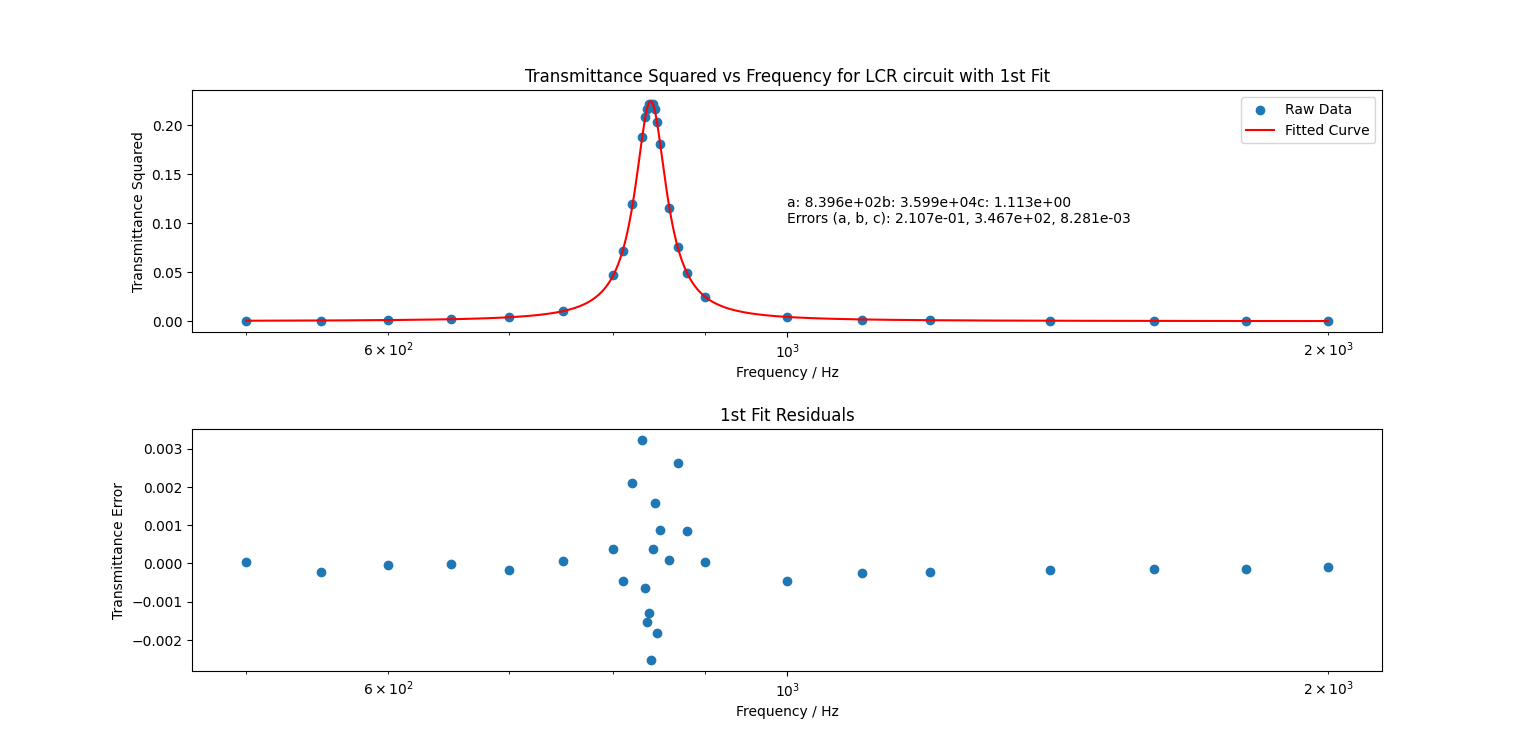 Transmittance Squared vs Frequency for LCR circuit with 1st Fit
Transmittance Squared
0.20
0.15
0.10
0.05
0.00
Raw Data
Fitted Curve
a: 8.396e+02b: 3.599e+04c: 1.113e+00
Errors (a, b, c): 2.107e-01, 3.467e+02, 8.281e-03
6 × 10²
10³
2 × 10³
Frequency / Hz
1st Fit Residuals
Transmittance Error
0.003
0.002
0.001
0.000
−0.001
−0.002
6 × 10²
10³
2 × 10³
Frequency / Hz